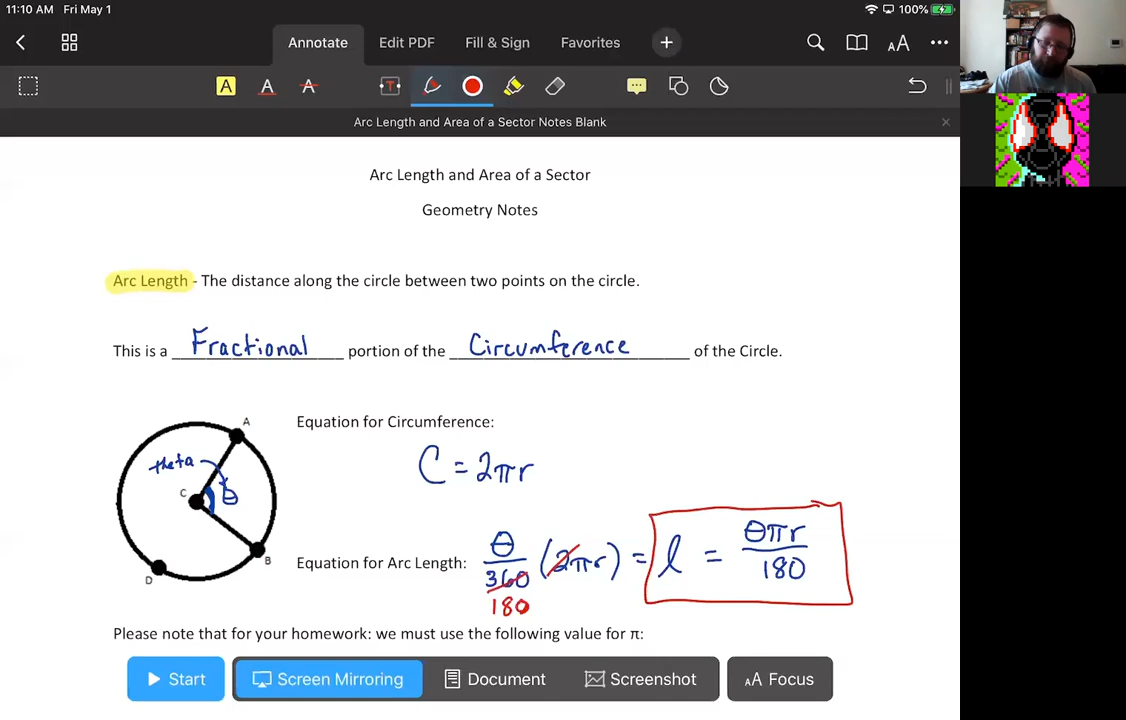 11:10 AM Fri May 1 100%
Annotate Edit PDF Fill & Sign Favorites AA
A A A T
Arc Length and Area of a Sector Notes Blank
Arc Length and Area of a Sector
Geometry Notes
Arc Length - The distance along the circle between two points on the circle.
This is a Fractional portion of the Circumference of the Circle.
A
Equation for Circumference:
theta
C = 2πr
C θ
B
D
Equation for Arc Length: θ/360 (2πr) = l = θπr/180
180
Please note that for your homework: we must use the following value for π:
Start Screen Mirroring Document Screenshot AA Focus